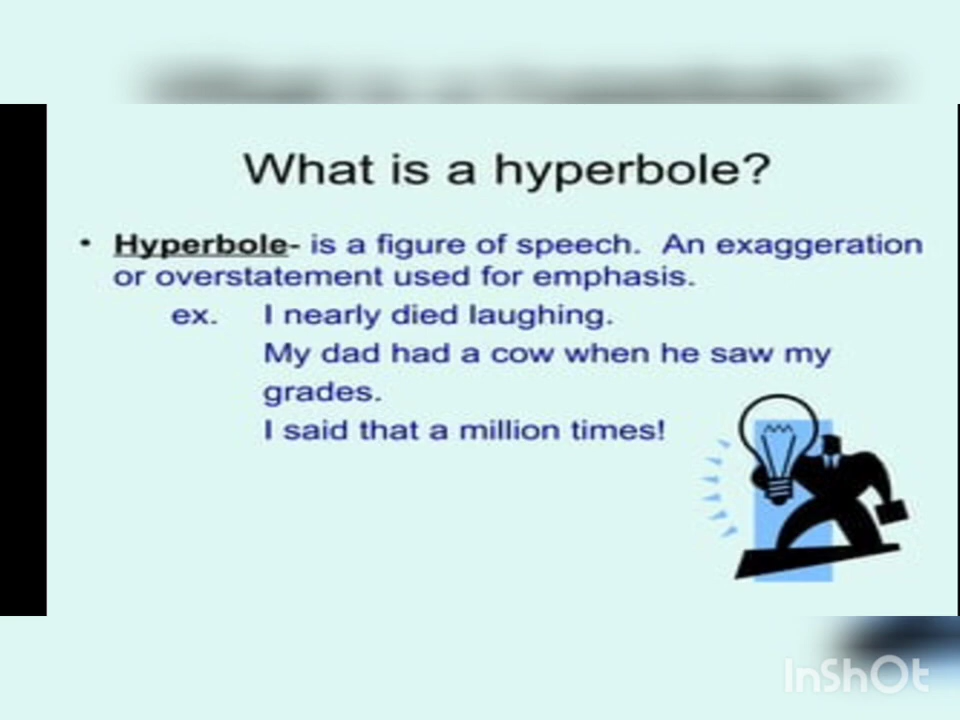 What is a hyperbole?
• Hyperbole- is a figure of speech. An exaggeration
or overstatement used for emphasis.
ex. I nearly died laughing.
My dad had a cow when he saw my
grades.
I said that a million times!
InShOt